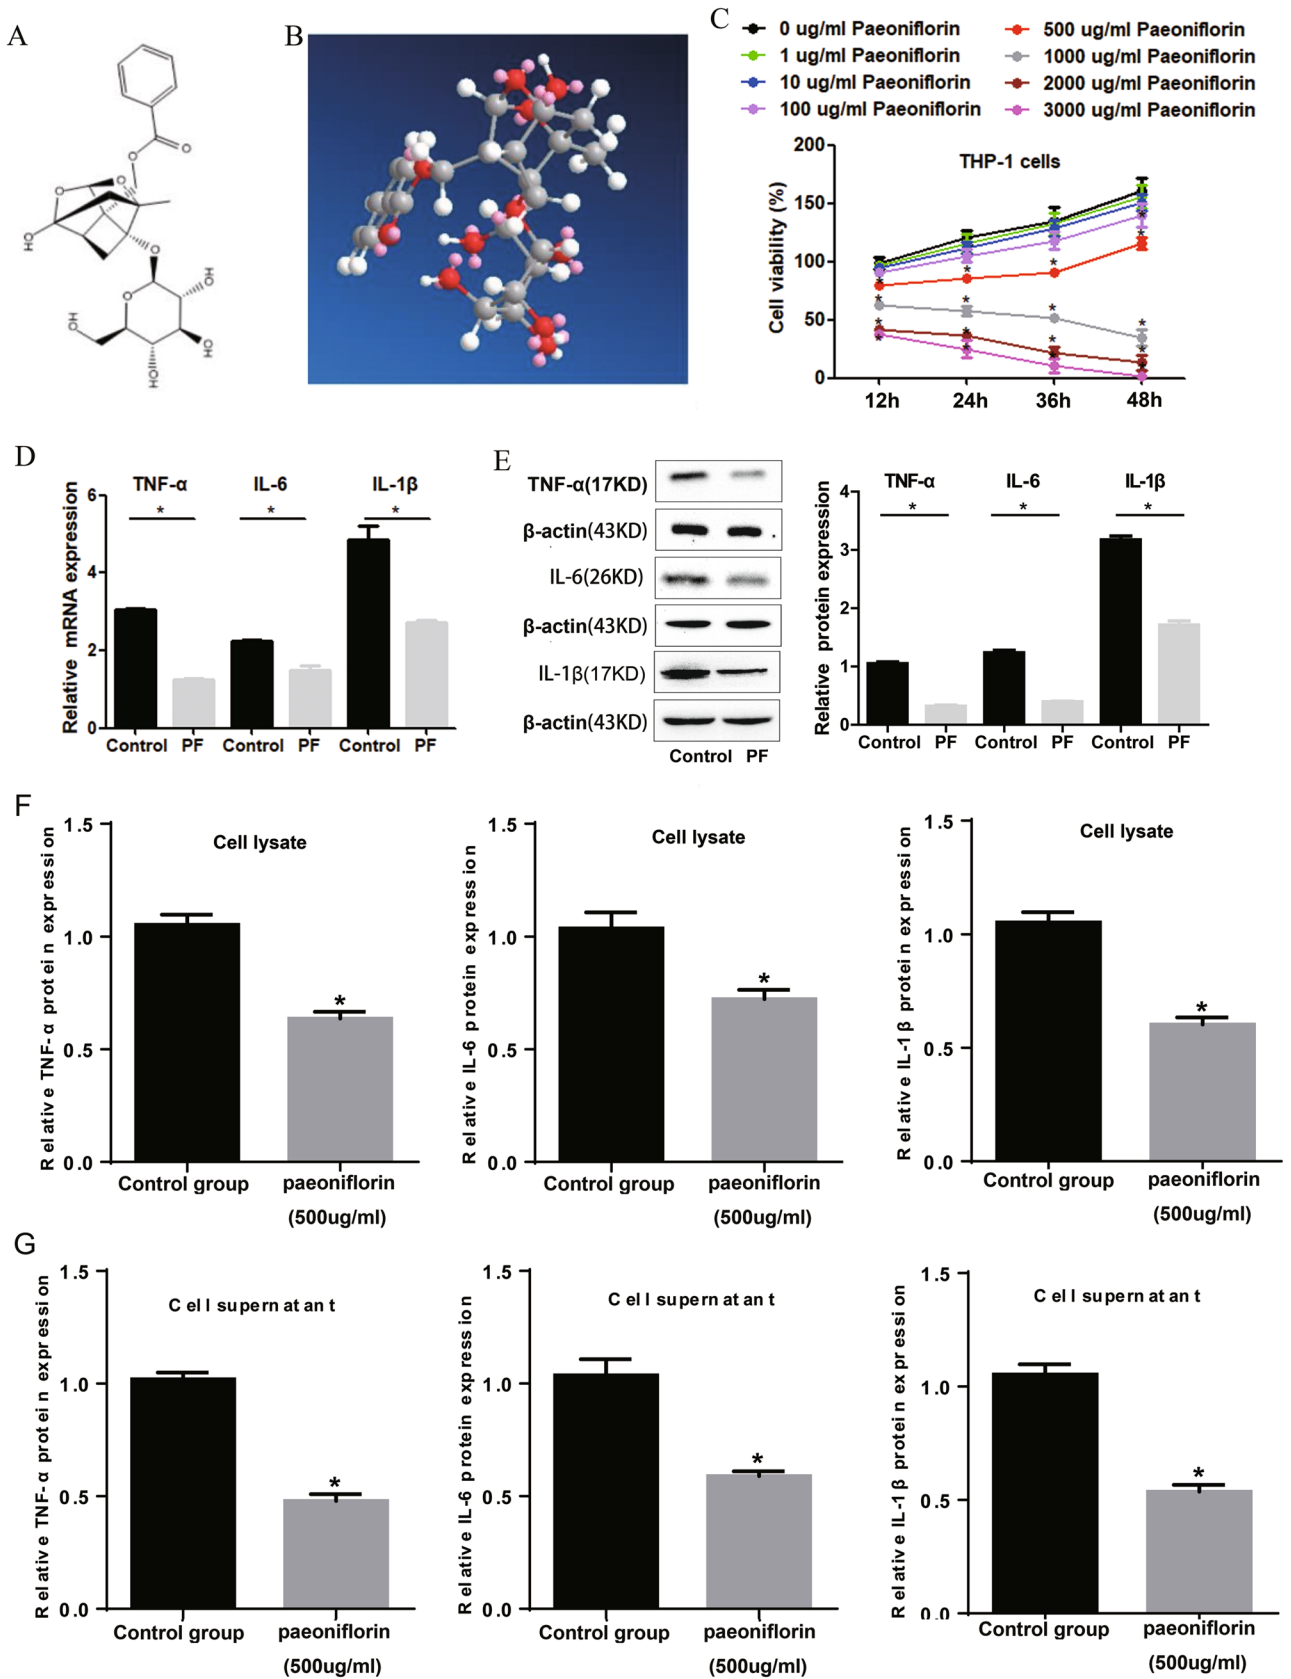 A
B
C
O
O
O
O
HO
O
O
OH
HO
OH
HO
0 ug/ml Paeoniflorin
1 ug/ml Paeoniflorin
10 ug/ml Paeoniflorin
100 ug/ml Paeoniflorin
500 ug/ml Paeoniflorin
1000 ug/ml Paeoniflorin
2000 ug/ml Paeoniflorin
3000 ug/ml Paeoniflorin
THP-1 cells
Cell viability (%)
200
150
100
50
0
12h 24h 36h 48h
D
TNF-α IL-6 IL-1β
* * *
Relative mRNA expression
6
4
2
0
Control PF Control PF Control PF
E
TNF-α(17KD)
β-actin(43KD)
IL-6(26KD)
β-actin(43KD)
IL-1β(17KD)
β-actin(43KD)
Control PF
TNF-α IL-6 IL-1β
* * *
Relative protein expression
4
3
2
1
0
Control PF Control PF Control PF
F
Cell lysate
Relative TNF-α protein expression
1.5
1.0
0.5
0.0
*
Control group paeoniflorin
(500ug/ml)
Cell lysate
Relative IL-6 protein expression
1.5
1.0
0.5
0.0
*
Control group paeoniflorin
(500ug/ml)
Cell lysate
Relative IL-1β protein expression
1.5
1.0
0.5
0.0
*
Control group paeoniflorin
(500ug/ml)
G
Cell supernatant
Relative TNF-α protein expression
1.5
1.0
0.5
0.0
*
Control group paeoniflorin
(500ug/ml)
Cell supernatant
Relative IL-6 protein expression
1.5
1.0
0.5
0.0
*
Control group paeoniflorin
(500ug/ml)
Cell supernatant
Relative IL-1β protein expression
1.5
1.0
0.5
0.0
*
Control group paeoniflorin
(500ug/ml)